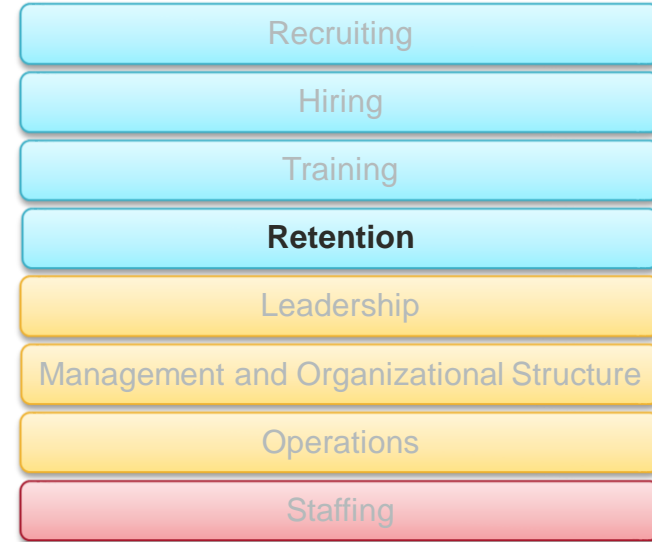 Recruiting
Hiring
Training
Retention
Leadership
Management and Organizational Structure
Operations
Staffing